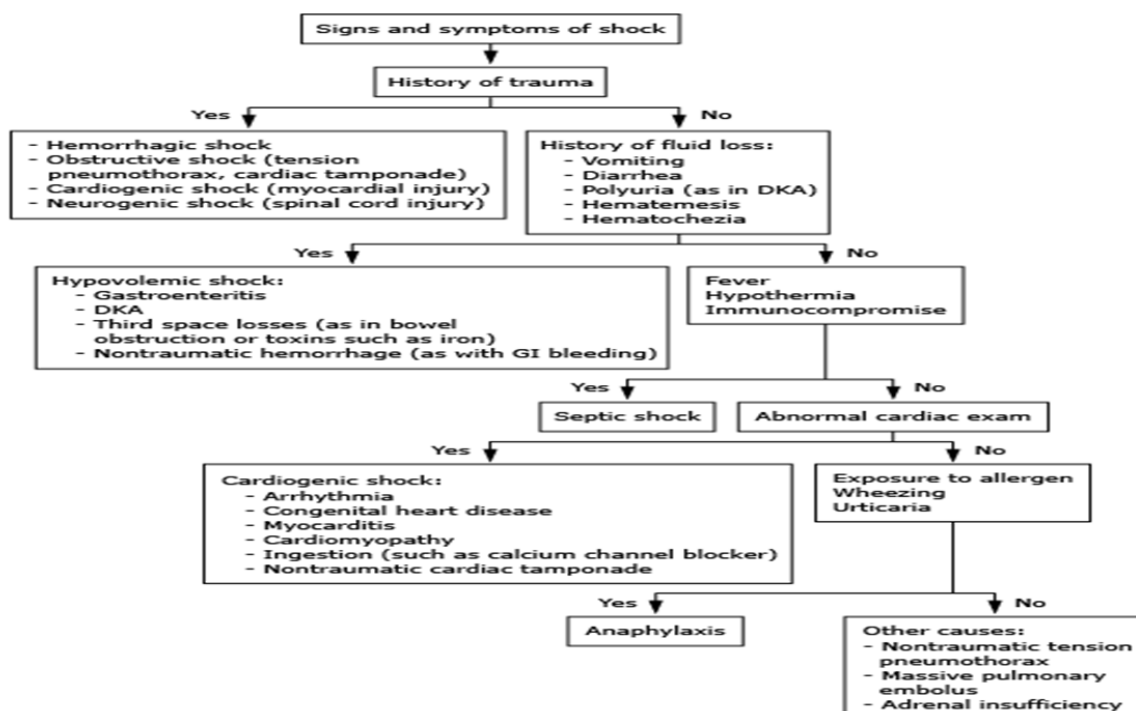 Signs and symptoms of shock
History of trauma
Yes
No
- Hemorrhagic shock
- Obstructive shock (tension
pneumothorax, cardiac tamponade)
- Cardiogenic shock (myocardial injury)
- Neurogenic shock (spinal cord injury)
History of fluid loss:
- Vomiting
- Diarrhea
- Polyuria (as in DKA)
- Hematemesis
- Hematochezia
Yes
No
Hypovolemic shock:
- Gastroenteritis
- DKA
- Third space losses (as in bowel
obstruction or toxins such as iron)
- Nontraumatic hemorrhage (as with GI bleeding)
Fever
Hypothermia
Immunocompromise
Yes
No
Septic shock
Abnormal cardiac exam
Yes
No
Cardiogenic shock:
- Arrhythmia
- Congenital heart disease
- Myocarditis
- Cardiomyopathy
- Ingestion (such as calcium channel blocker)
- Nontraumatic cardiac tamponade
Exposure to allergen
Wheezing
Urticaria
Yes
No
Anaphylaxis
Other causes:
- Nontraumatic tension
pneumothorax
- Massive pulmonary
embolus
- Adrenal insufficiency